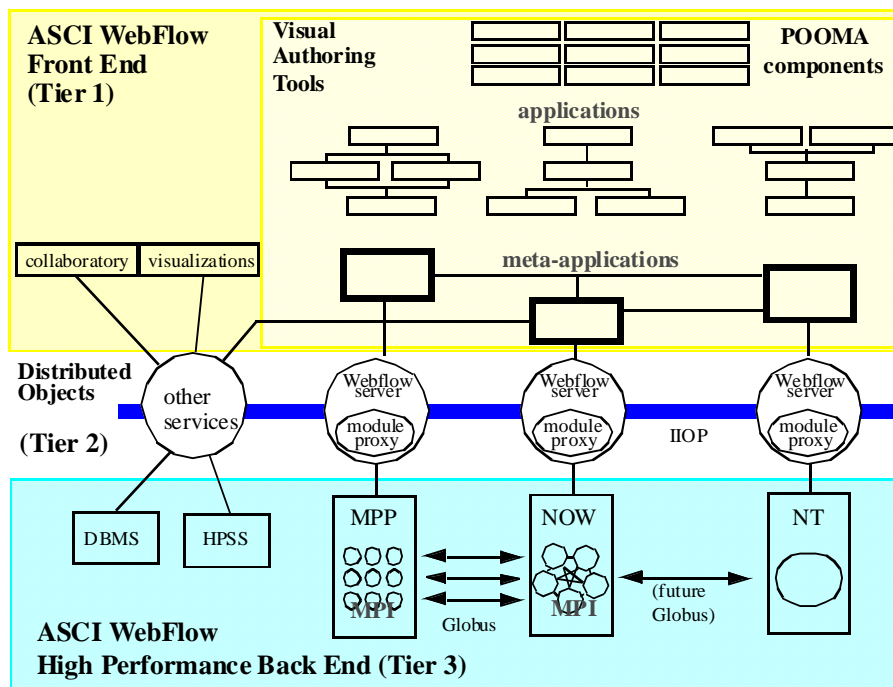 ASCI WebFlow
Front End
(Tier 1)
Visual
Authoring
Tools
POOMA
components
applications
collaboratory
visualizations
meta-applications
Distributed
Objects
(Tier 2)
other
services
Webflow
server
module
proxy
Webflow
server
module
proxy
IIOP
Webflow
server
module
proxy
DBMS
HPSS
MPP
MPI
Globus
NOW
MPI
(future
Globus)
NT
ASCI WebFlow
High Performance Back End (Tier 3)